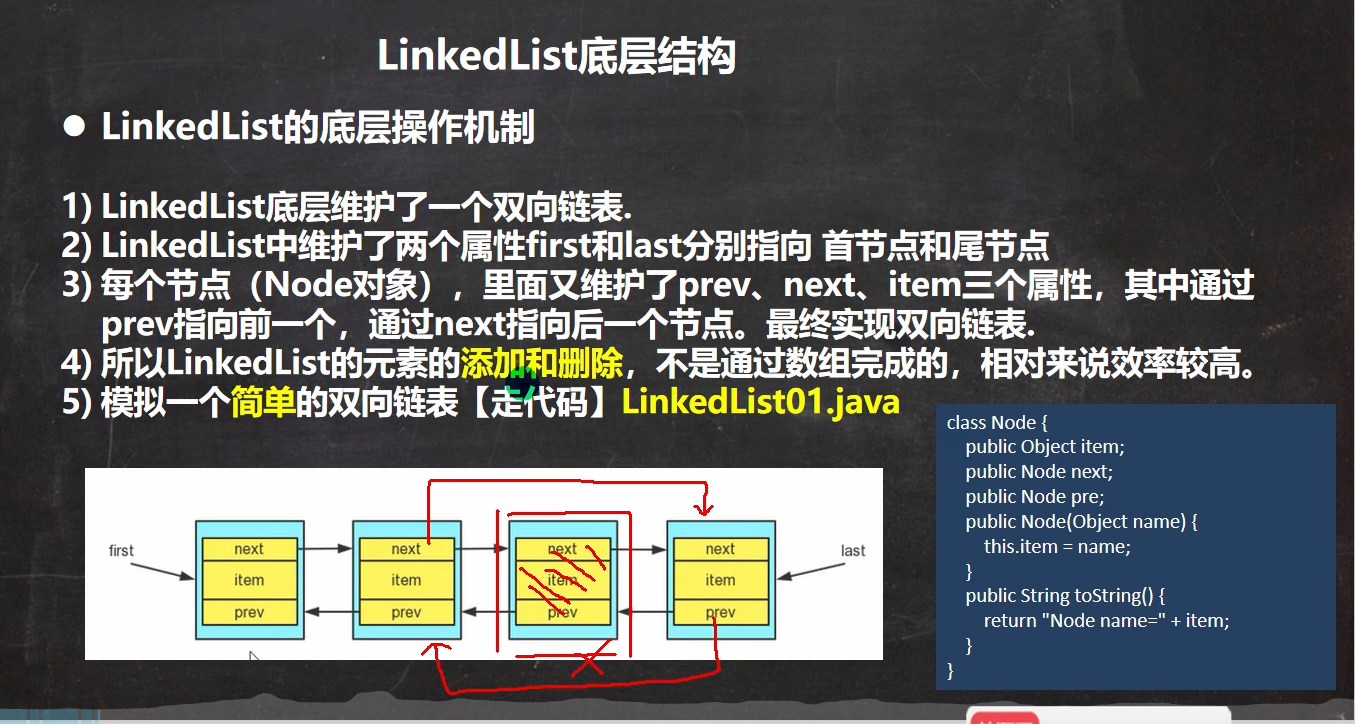 LinkedList底层结构
● LinkedList的底层操作机制
1) LinkedList底层维护了一个双向链表.
2) LinkedList中维护了两个属性first和last分别指向 首节点和尾节点
3) 每个节点（Node对象），里面又维护了prev、next、item三个属性，其中通过
prev指向前一个，通过next指向后一个节点。最终实现双向链表.
4) 所以LinkedList的元素的添加和删除，不是通过数组完成的，相对来说效率较高。
5) 模拟一个简单的双向链表【走代码】LinkedList01.java
class Node {
public Object item;
public Node next;
public Node pre;
public Node(Object name) {
this.item = name;
}
public String toString() {
return "Node name=" + item;
}
}
first
next
item
prev
next
item
prev
next
item
prev
next
item
prev
last